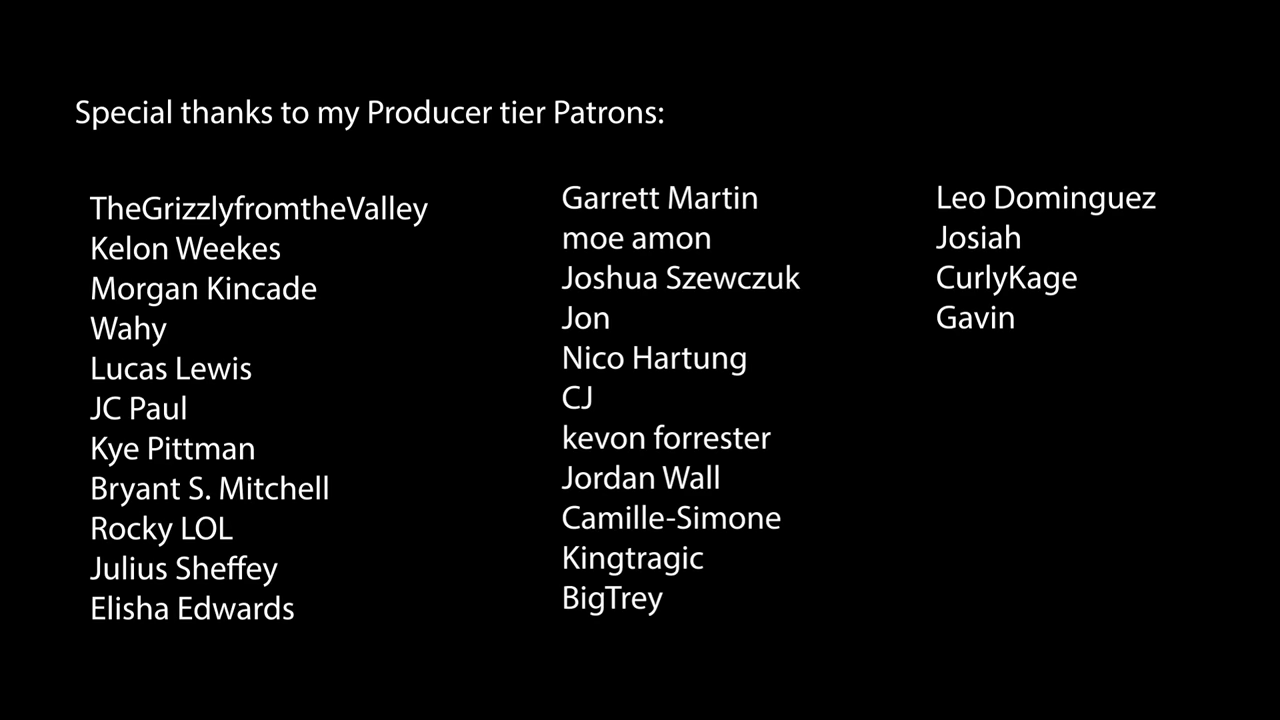 Special thanks to my Producer tier Patrons:
TheGrizzlyfromtheValley
Kelon Weekes
Morgan Kincade
Wahy
Lucas Lewis
JC Paul
Kye Pittman
Bryant S. Mitchell
Rocky LOL
Julius Sheffey
Elisha Edwards
Garrett Martin
moe amon
Joshua Szewczuk
Jon
Nico Hartung
CJ
kevon forrester
Jordan Wall
Camille-Simone
Kingtragic
BigTrey
Leo Dominguez
Josiah
CurlyKage
Gavin